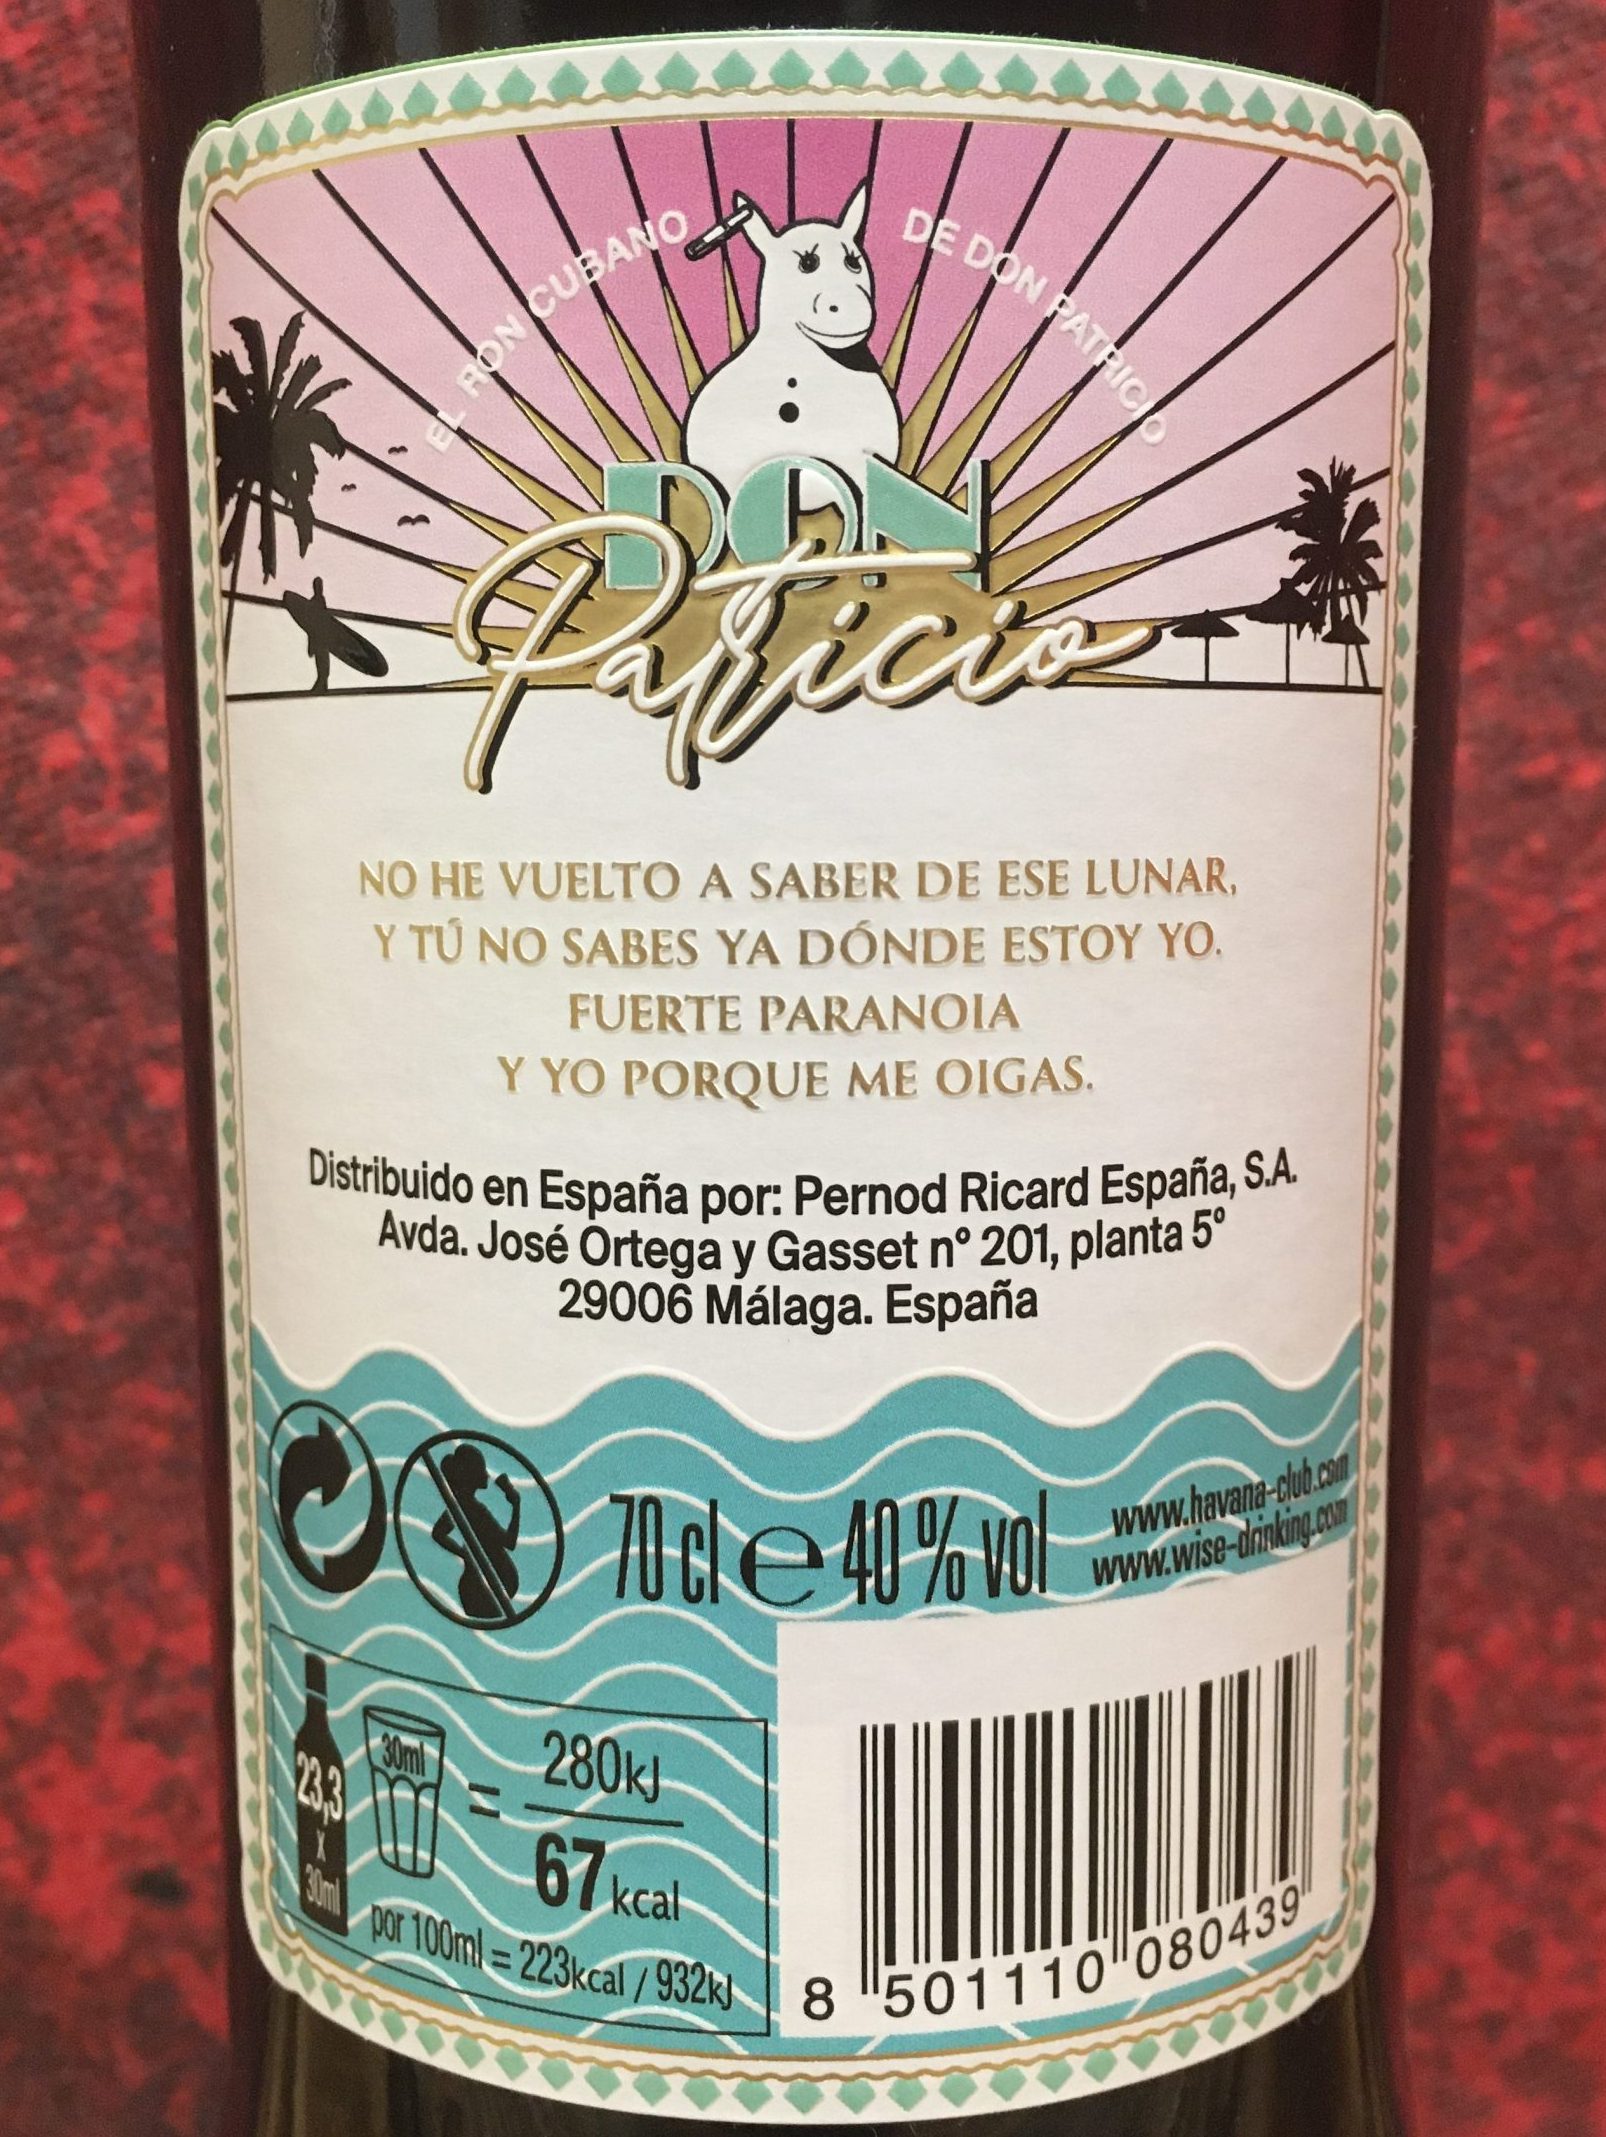 EL RON CUBANO DE DON PATRICIO
DON
Patricio
NO HE VUELTO A SABER DE ESE LUNAR,
Y TÚ NO SABES YA DÓNDE ESTOY YO.
FUERTE PARANOIA
Y YO PORQUE ME OIGAS.
Distribuido en España por: Pernod Ricard España, S.A.
Avda. José Ortega y Gasset nº 201, planta 5º
29006 Málaga. España
70 cl e 40 % vol
www.havana-club.com
www.wise-drinking.com
23,3
x
30ml
30ml
=
280kJ
67 kcal
por 100ml = 223kcal / 932kJ
8 501110 080439